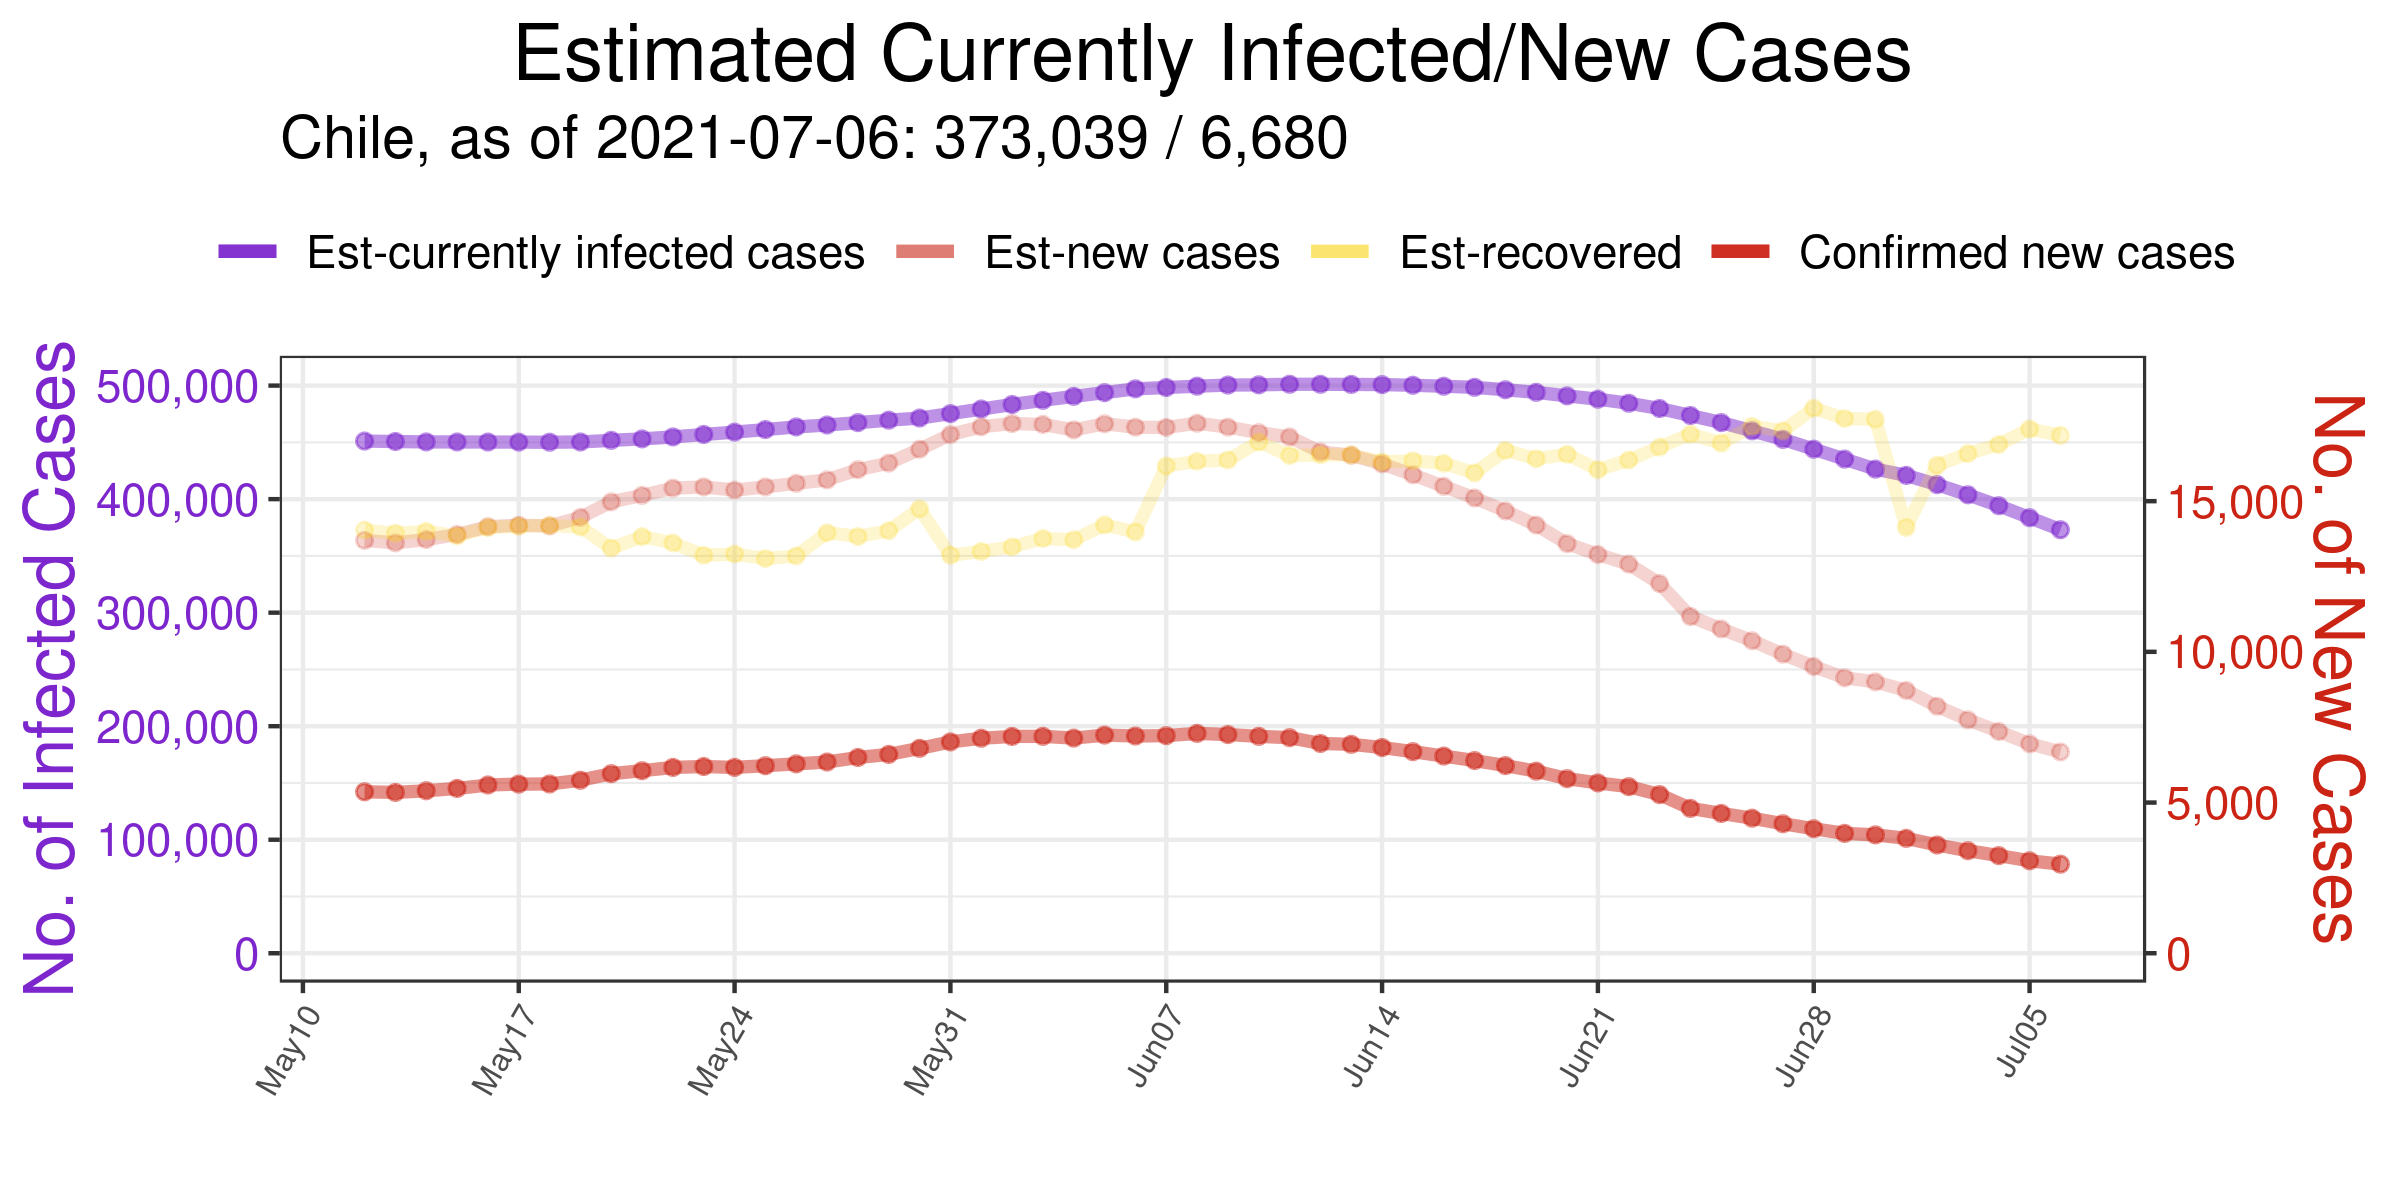 Estimated Currently Infected/New Cases
Chile, as of 2021-07-06: 373,039 / 6,680
Est-currently infected cases Est-new cases Est-recovered Confirmed new cases
No. of Infected Cases
500,000
400,000
300,000
200,000
100,000
0
15,000
10,000
5,000
0
No. of New Cases
May10 May17 May24 May31 Jun07 Jun14 Jun21 Jun28 Jul05